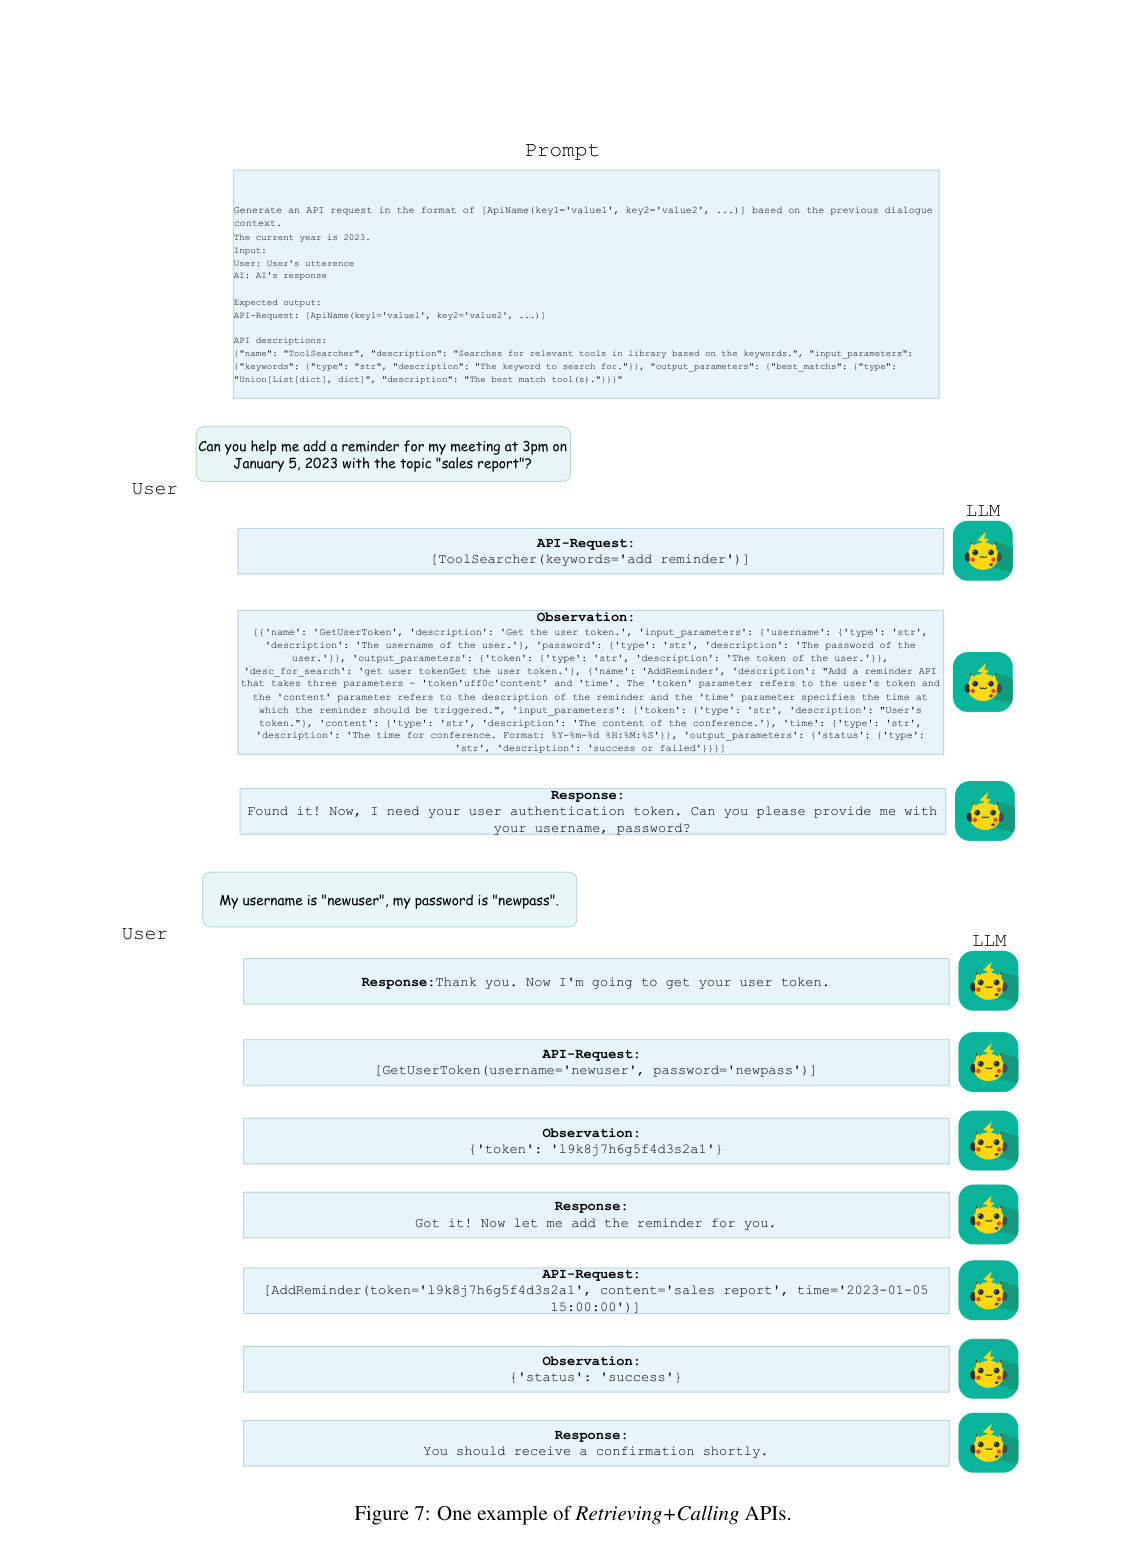 Prompt
Generate an API request in the format of [ApiName(key1='value1', key2='value2', ...)] based on the previous dialogue
context.
The current year is 2023.
Input:
User: User's utterence
AI: AI's response
Expected output:
API-Request: [ApiName(key1='value1', key2='value2', ...)]
API descriptions:
{"name": "ToolSearcher", "description": "Searches for relevant tools in library based on the keywords.", "input_parameters":
{"keywords": {"type": "str", "description": "The keyword to search for."}}, "output_parameters": {"best_matchs": {"type":
"Union[List[dict], dict]", "description": "The best match tool(s)."}}}"
Can you help me add a reminder for my meeting at 3pm on
January 5, 2023 with the topic "sales report"?
User
LLM
API-Request:
[ToolSearcher(keywords='add reminder')]
Observation:
[{'name': 'GetUserToken', 'description': 'Get the user token.', 'input_parameters': {'username': {'type': 'str',
'description': 'The username of the user.'}, 'password': {'type': 'str', 'description': 'The password of the
user.'}}, 'output_parameters': {'token': {'type': 'str', 'description': 'The token of the user.'}},
'desc_for_search': 'get user tokenGet the user token.'}, {'name': 'AddReminder', 'description': "Add a reminder API
that takes three parameters - 'token'uff0c'content' and 'time'. The 'token' parameter refers to the user's token and
the 'content' parameter refers to the description of the reminder and the 'time' parameter specifies the time at
which the reminder should be triggered.", 'input_parameters': {'token': {'type': 'str', 'description': "User's
token."}, 'content': {'type': 'str', 'description': 'The content of the conference.'}, 'time': {'type': 'str',
'description': 'The time for conference. Format: %Y-%m-%d %H:%M:%S'}}, 'output_parameters': {'status': {'type':
'str', 'description': 'success or failed'}}}]
Response:
Found it! Now, I need your user authentication token. Can you please provide me with
your username, password?
My username is "newuser", my password is "newpass".
User
LLM
Response:Thank you. Now I'm going to get your user token.
API-Request:
[GetUserToken(username='newuser', password='newpass')]
Observation:
{'token': 'l9k8j7h6g5f4d3s2a1'}
Response:
Got it! Now let me add the reminder for you.
API-Request:
[AddReminder(token='l9k8j7h6g5f4d3s2a1', content='sales report', time='2023-01-05
15:00:00')]
Observation:
{'status': 'success'}
Response:
You should receive a confirmation shortly.
Figure 7: One example of Retrieving+Calling APIs.